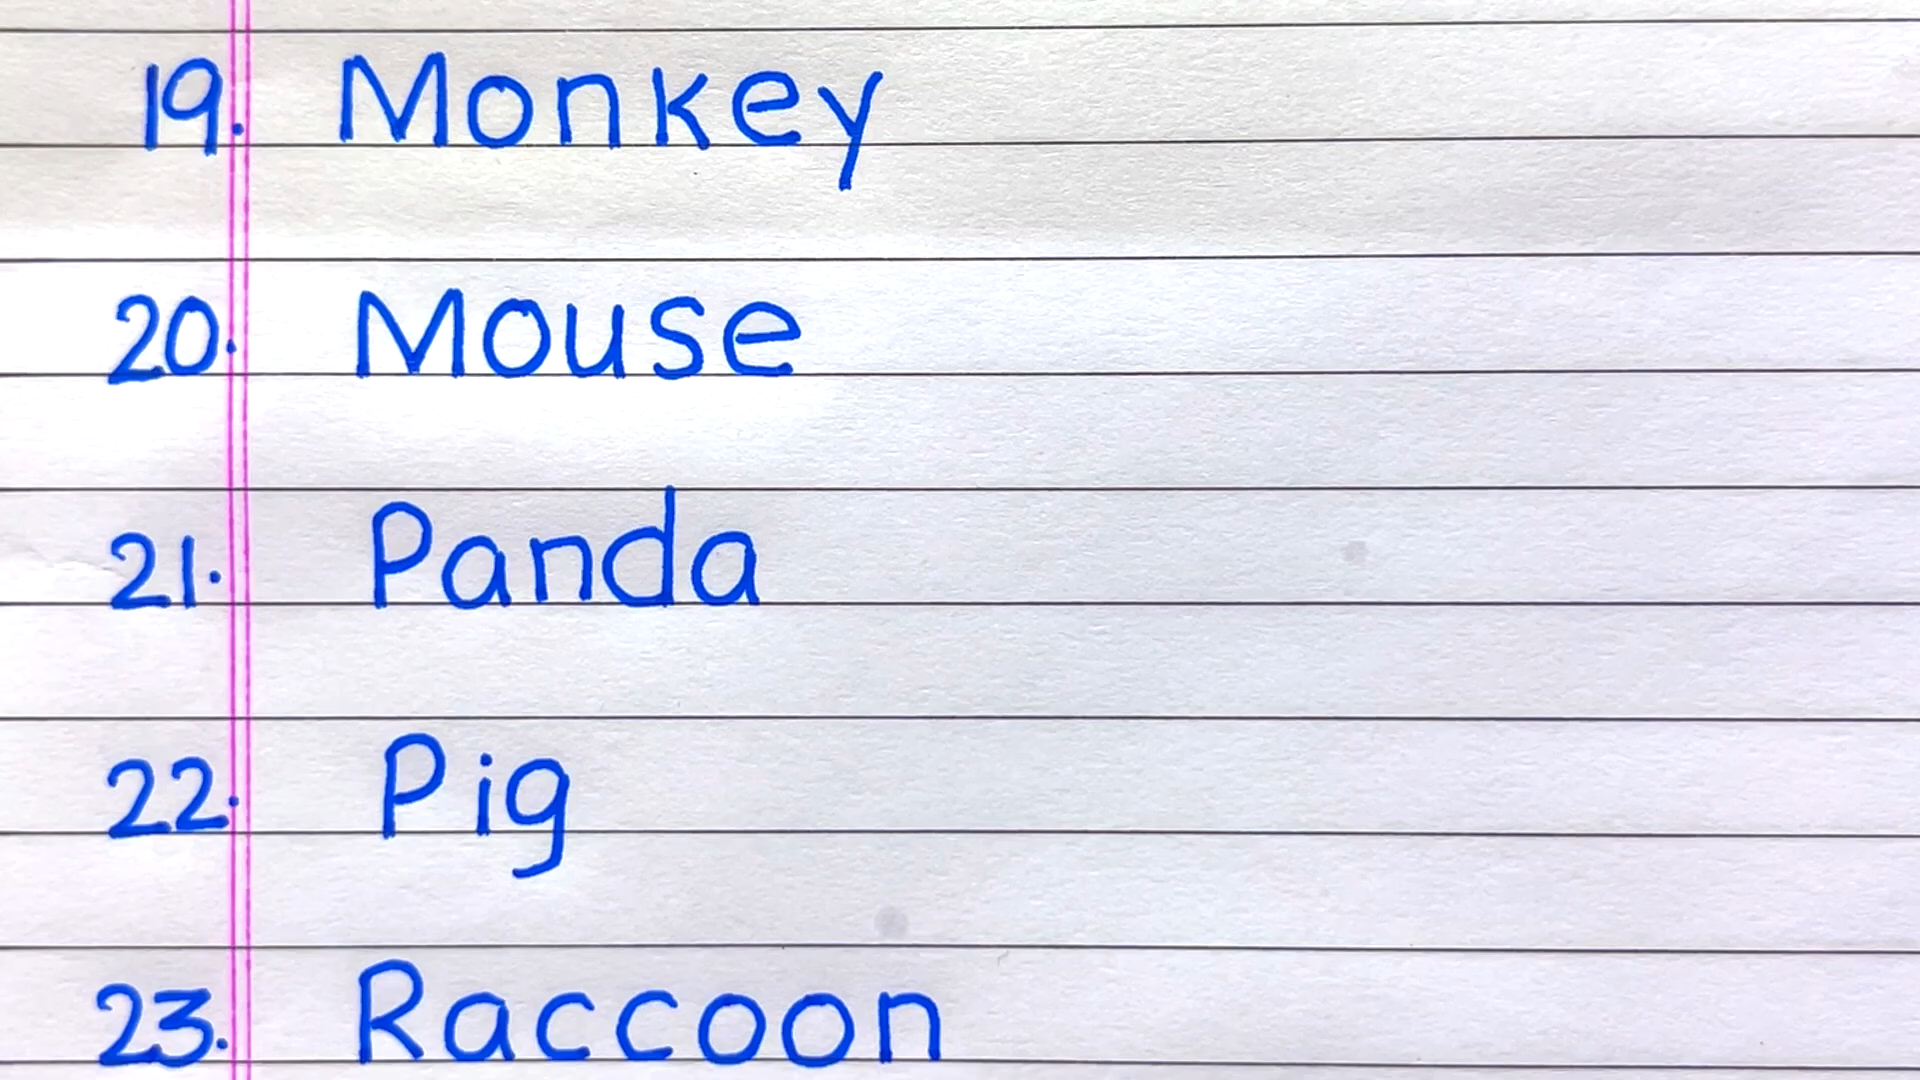 19. Monkey
20. Mouse
21. Panda
22. Pig
23. Raccoon